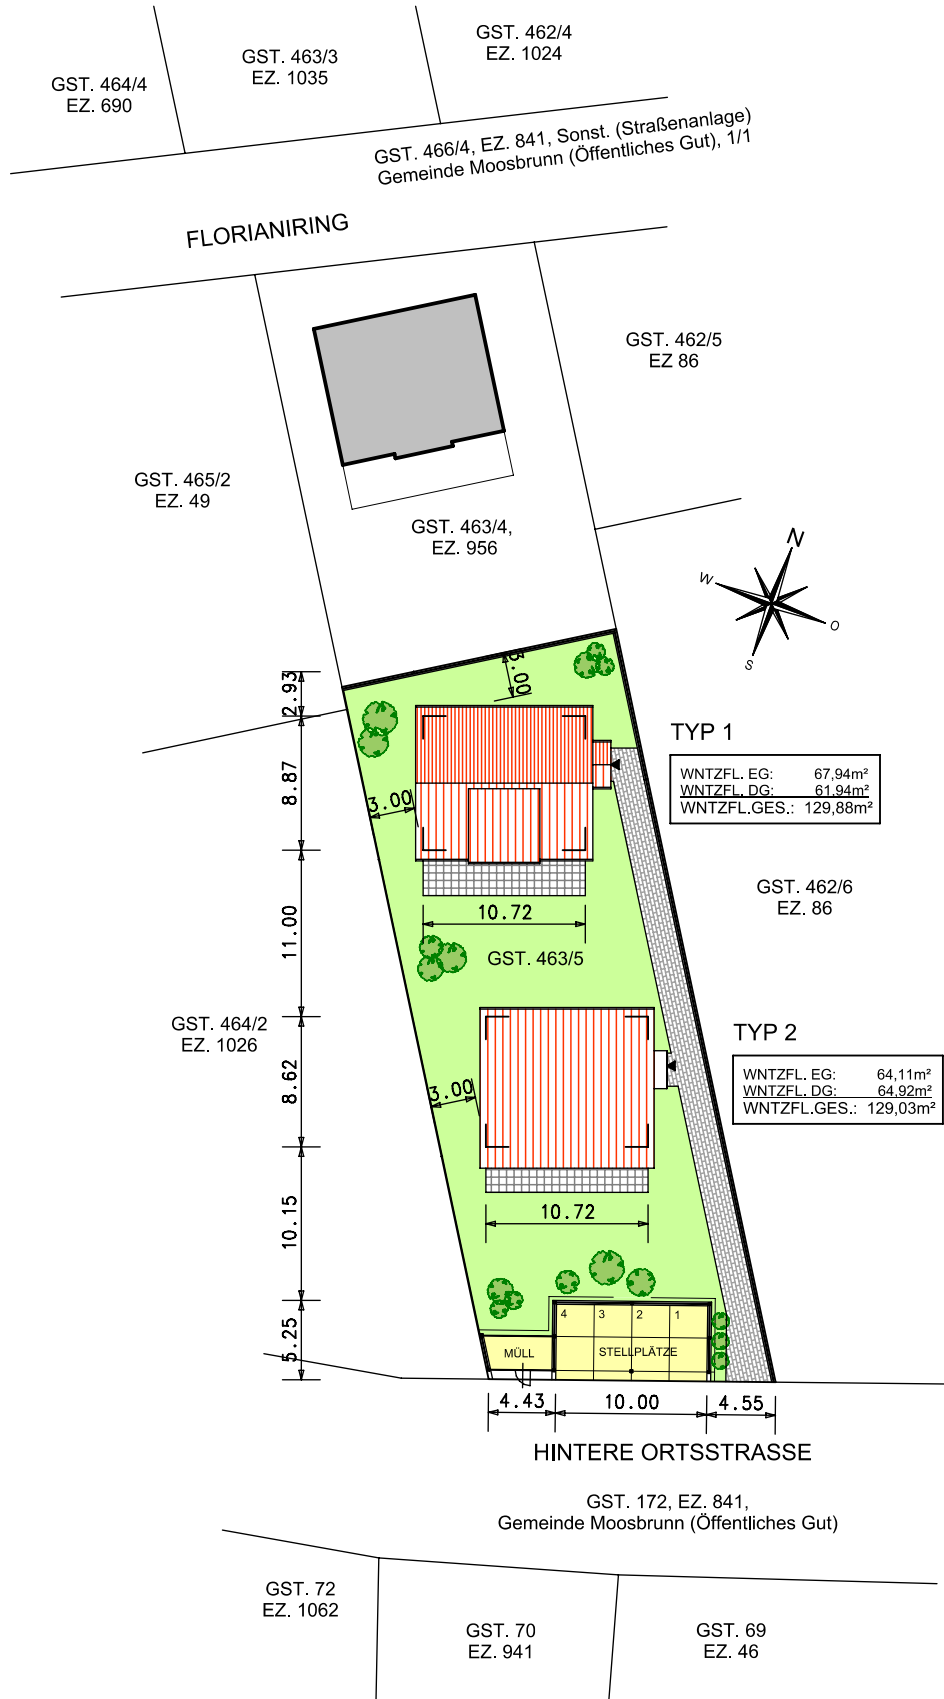 GST. 462/4
EZ. 1024
GST. 463/3
EZ. 1035
GST. 464/4
EZ. 690
GST. 466/4, EZ. 841, Sonst. (Straßenanlage)
Gemeinde Moosbrunn (Öffentliches Gut), 1/1
FLORIANIRING
GST. 462/5
EZ 86
GST. 465/2
EZ. 49
GST. 463/4,
EZ. 956
N
W
O
S
3.00
2.93
TYP 1
WNTZFL. EG: 67,94m²
WNTZFL. DG: 61,94m²
WNTZFL.GES.: 129,88m²
8.87
3.00
GST. 462/6
EZ. 86
10.72
11.00
GST. 463/5
GST. 464/2
EZ. 1026
TYP 2
WNTZFL. EG: 64,11m²
WNTZFL. DG: 64,92m²
WNTZFL.GES.: 129,03m²
8.62
3.00
10.72
10.15
4 3 2 1
5.25
MÜLL
STELLPLÄTZE
4.43 10.00 4.55
HINTERE ORTSSTRASSE
GST. 172, EZ. 841,
Gemeinde Moosbrunn (Öffentliches Gut)
GST. 72
EZ. 1062
GST. 70
EZ. 941
GST. 69
EZ. 46